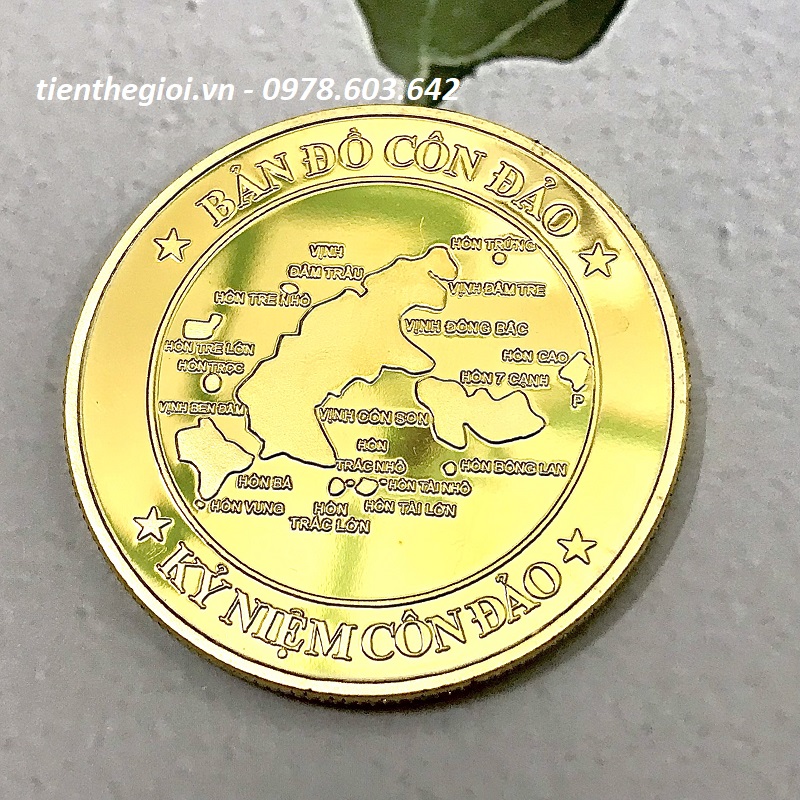 tienthegioi.vn - 0978.603.642
BẢN ĐỒ CÔN ĐẢO
HÒN TRỨNG
VỊNH
ĐẦM TRẦU
VỊNH ĐẦM TRE
HÒN TRE NHỎ
VỊNH ĐÔNG BẮC
HÒN TRE LỚN
HÒN CAO
HÒN TRỌC
HÒN 7 CẠNH
P
VỊNH BẾN ĐẦM
VỊNH CÔN SƠN
HÒN
TRÁC NHỎ
HÒN BÔNG LAN
HÒN BÀ
HÒN TÀI NHỎ
HÒN VUNG
HÒN
TRÁC LỚN
HÒN TÀI LỚN
KỶ NIỆM CÔN ĐẢO